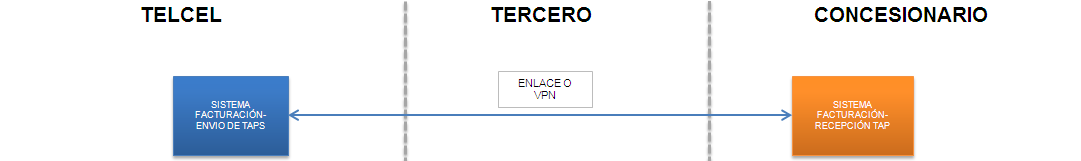 TELCEL
TERCERO
CONCESIONARIO
ENLACE O
VPN
SISTEMA
FACTURACIÓN-
ENVIO DE TAPS
SISTEMA
FACTURACIÓN-
RECEPCIÓN TAP